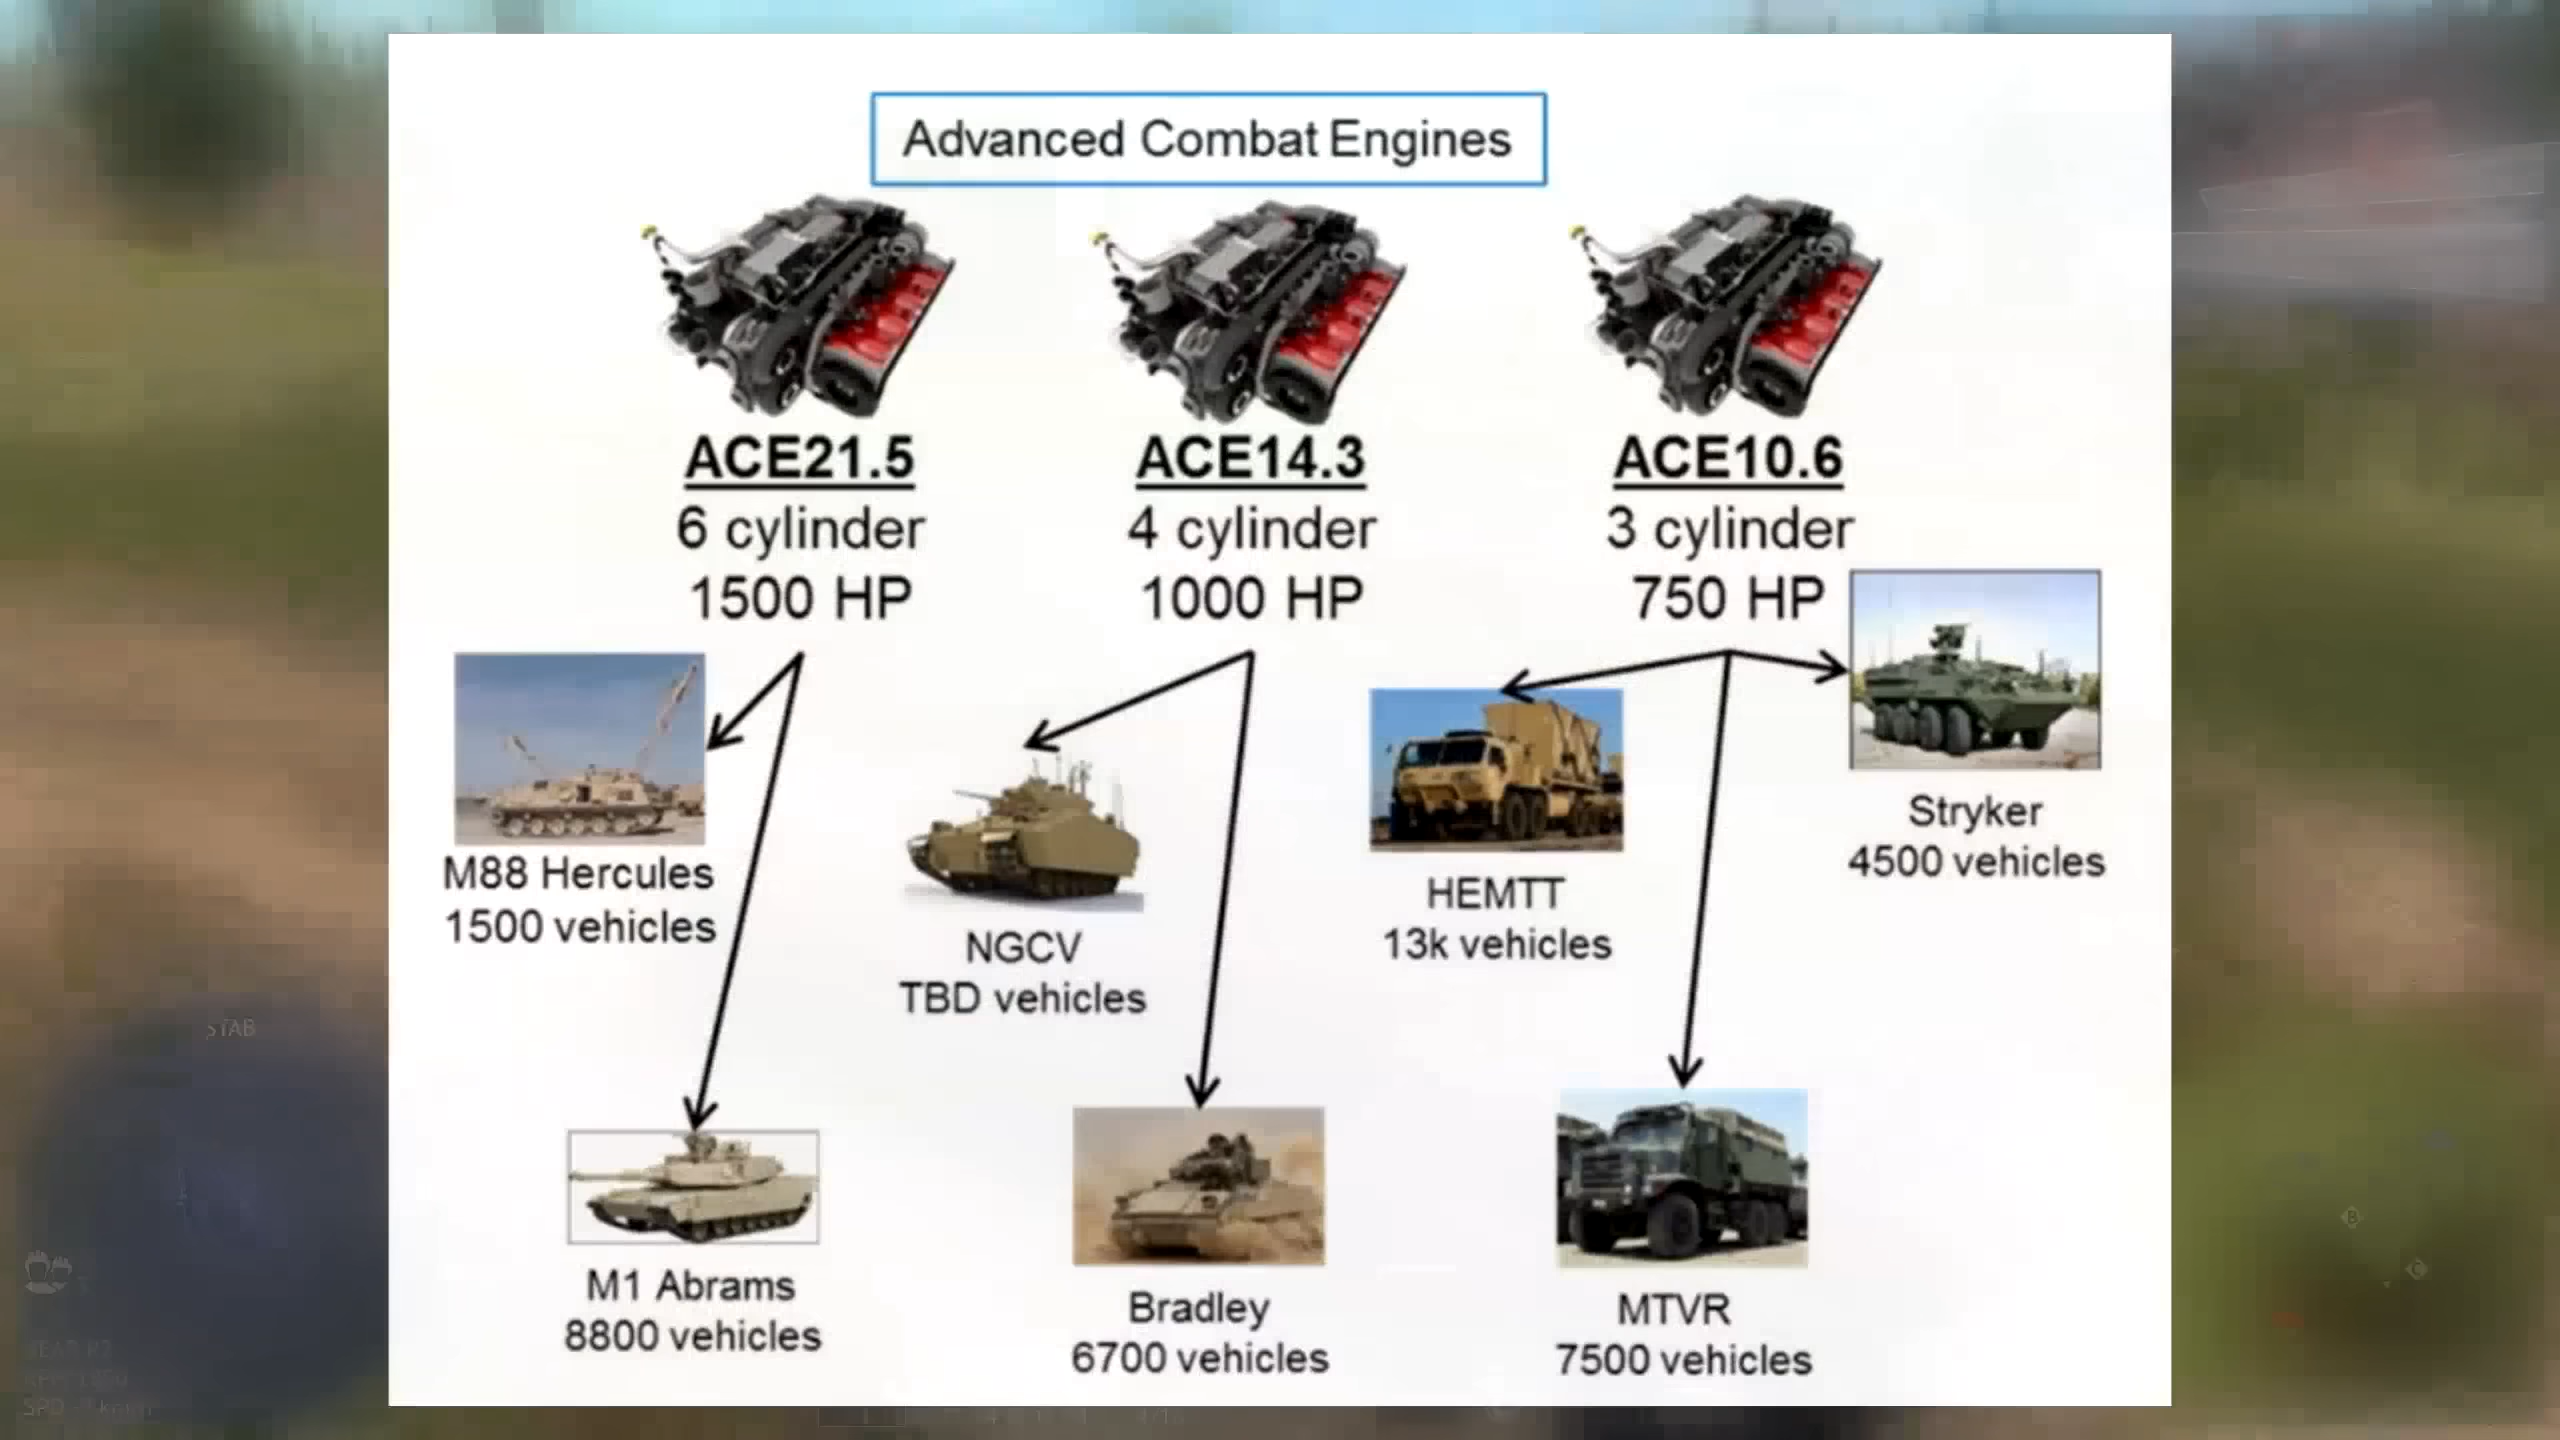 Advanced Combat Engines
ACE21.5
6 cylinder
1500 HP
ACE14.3
4 cylinder
1000 HP
ACE10.6
3 cylinder
750 HP
M88 Hercules
1500 vehicles
NGCV
TBD vehicles
HEMTT
13k vehicles
Stryker
4500 vehicles
M1 Abrams
8800 vehicles
Bradley
6700 vehicles
MTVR
7500 vehicles
STAB
B
C
SPD